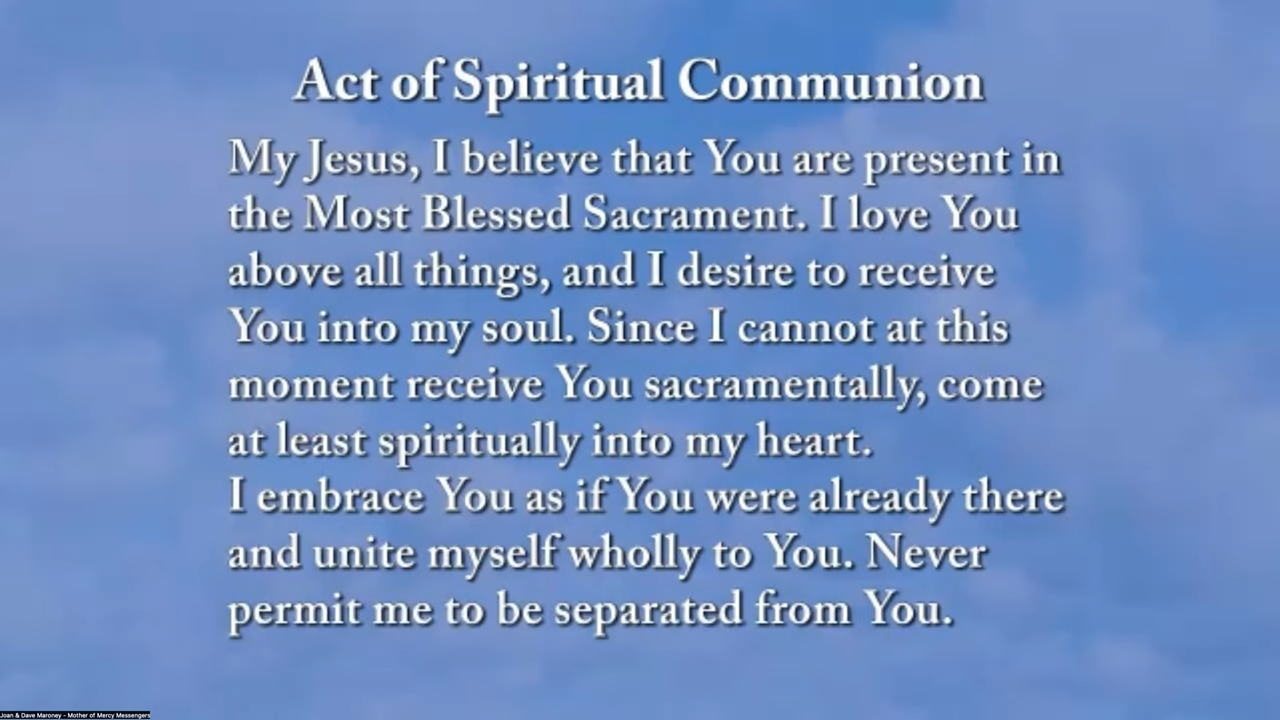 Act of Spiritual Communion
My Jesus, I believe that You are present in
the Most Blessed Sacrament. I love You
above all things, and I desire to receive
You into my soul. Since I cannot at this
moment receive You sacramentally, come
at least spiritually into my heart.
I embrace You as if You were already there
and unite myself wholly to You. Never
permit me to be separated from You.
Joan & Dave Maroney - Mother of Mercy Messengers